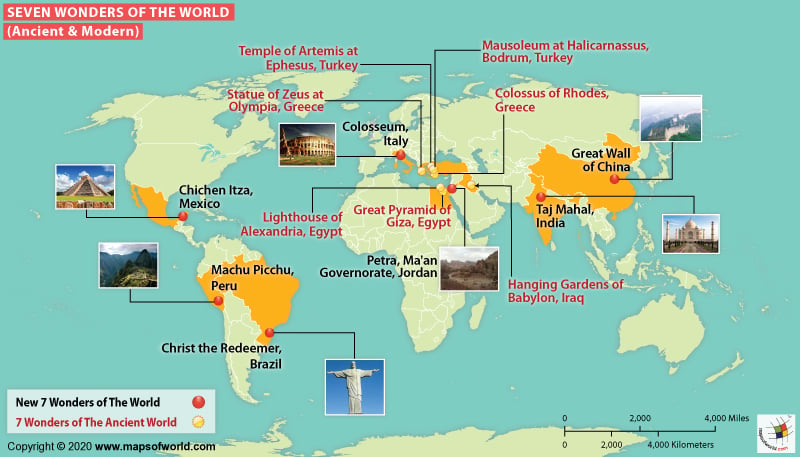 SEVEN WONDERS OF THE WORLD
(Ancient & Modern)
Temple of Artemis at
Ephesus, Turkey
Mausoleum at Halicarnassus,
Bodrum, Turkey
Statue of Zeus at
Olympia, Greece
Colossus of Rhodes,
Greece
Colosseum,
Italy
Great Wall
of China
Chichen Itza,
Mexico
Lighthouse of
Alexandria, Egypt
Great Pyramid of
Giza, Egypt
Taj Mahal,
India
Petra, Ma'an
Governorate, Jordan
Hanging Gardens of
Babylon, Iraq
Machu Picchu,
Peru
Christ the Redeemer,
Brazil
New 7 Wonders of The World
7 Wonders of The Ancient World
0 2,000 4,000 Miles
0 2,000 4,000 Kilometers
Copyright © 2020 www.mapsofworld.com
mapsofworld.com